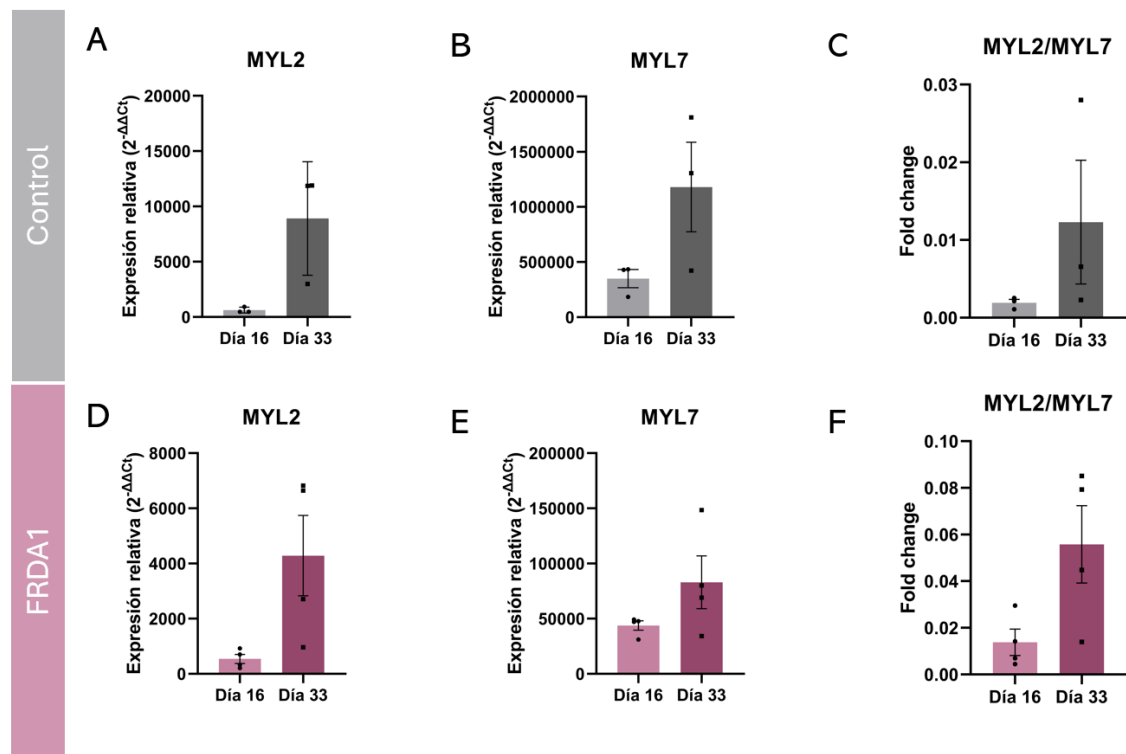 Control
A
MYL2
Expresión relativa (2-ΔΔCt)
20000
15000
10000
5000
0
Día 16 Día 33
B
MYL7
Expresión relativa (2-ΔΔCt)
2000000
1500000
1000000
500000
0
Día 16 Día 33
C
MYL2/MYL7
Fold change
0.03
0.02
0.01
0.00
Día 16 Día 33
FRDA1
D
MYL2
Expresión relativa (2-ΔΔCt)
8000
6000
4000
2000
0
Día 16 Día 33
E
MYL7
Expresión relativa (2-ΔΔCt)
200000
150000
100000
50000
0
Día 16 Día 33
F
MYL2/MYL7
Fold change
0.10
0.08
0.06
0.04
0.02
0.00
Día 16 Día 33